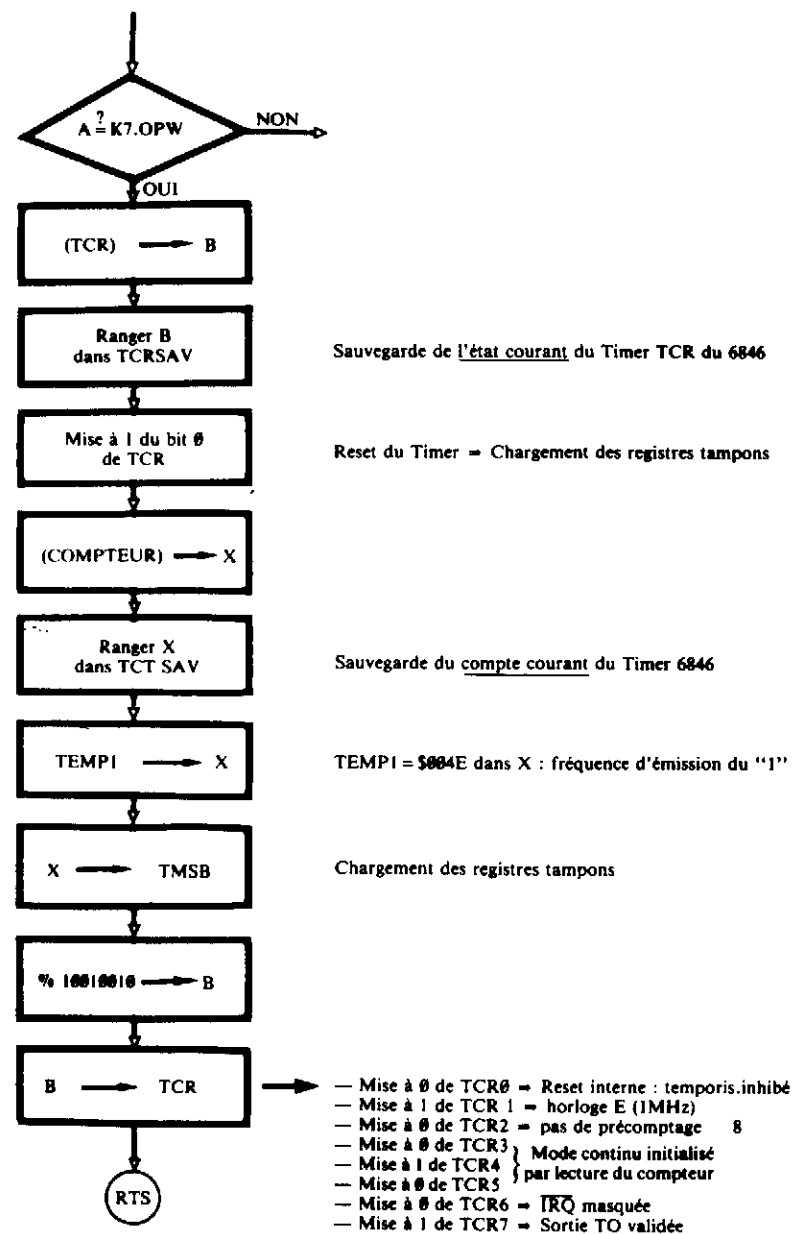 A ≟ K7.OPW
NON
OUI
(TCR) → B
Ranger B
dans TCRSAV
Sauvegarde de l'état courant du Timer TCR du 6846
Mise à 1 du bit 0
de TCR
Reset du Timer = Chargement des registres tampons
(COMPTEUR) → X
Ranger X
dans TCT SAV
Sauvegarde du compte courant du Timer 6846
TEMP1 → X
TEMP1 = $004E dans X : fréquence d'émission du "1"
X → TMSB
Chargement des registres tampons
% 10010010 → B
B → TCR
— Mise à 0 de TCR0 = Reset interne : temporis.inhibé
— Mise à 1 de TCR 1 = horloge E (1MHz)
— Mise à 0 de TCR2 = pas de précomptage 8
— Mise à 0 de TCR3
— Mise à 1 de TCR4
— Mise à 0 de TCR5
} Mode continu initialisé
par lecture du compteur
— Mise à 0 de TCR6 = I̅R̅Q̅ masquée
— Mise à 1 de TCR7 = Sortie TO validée
RTS